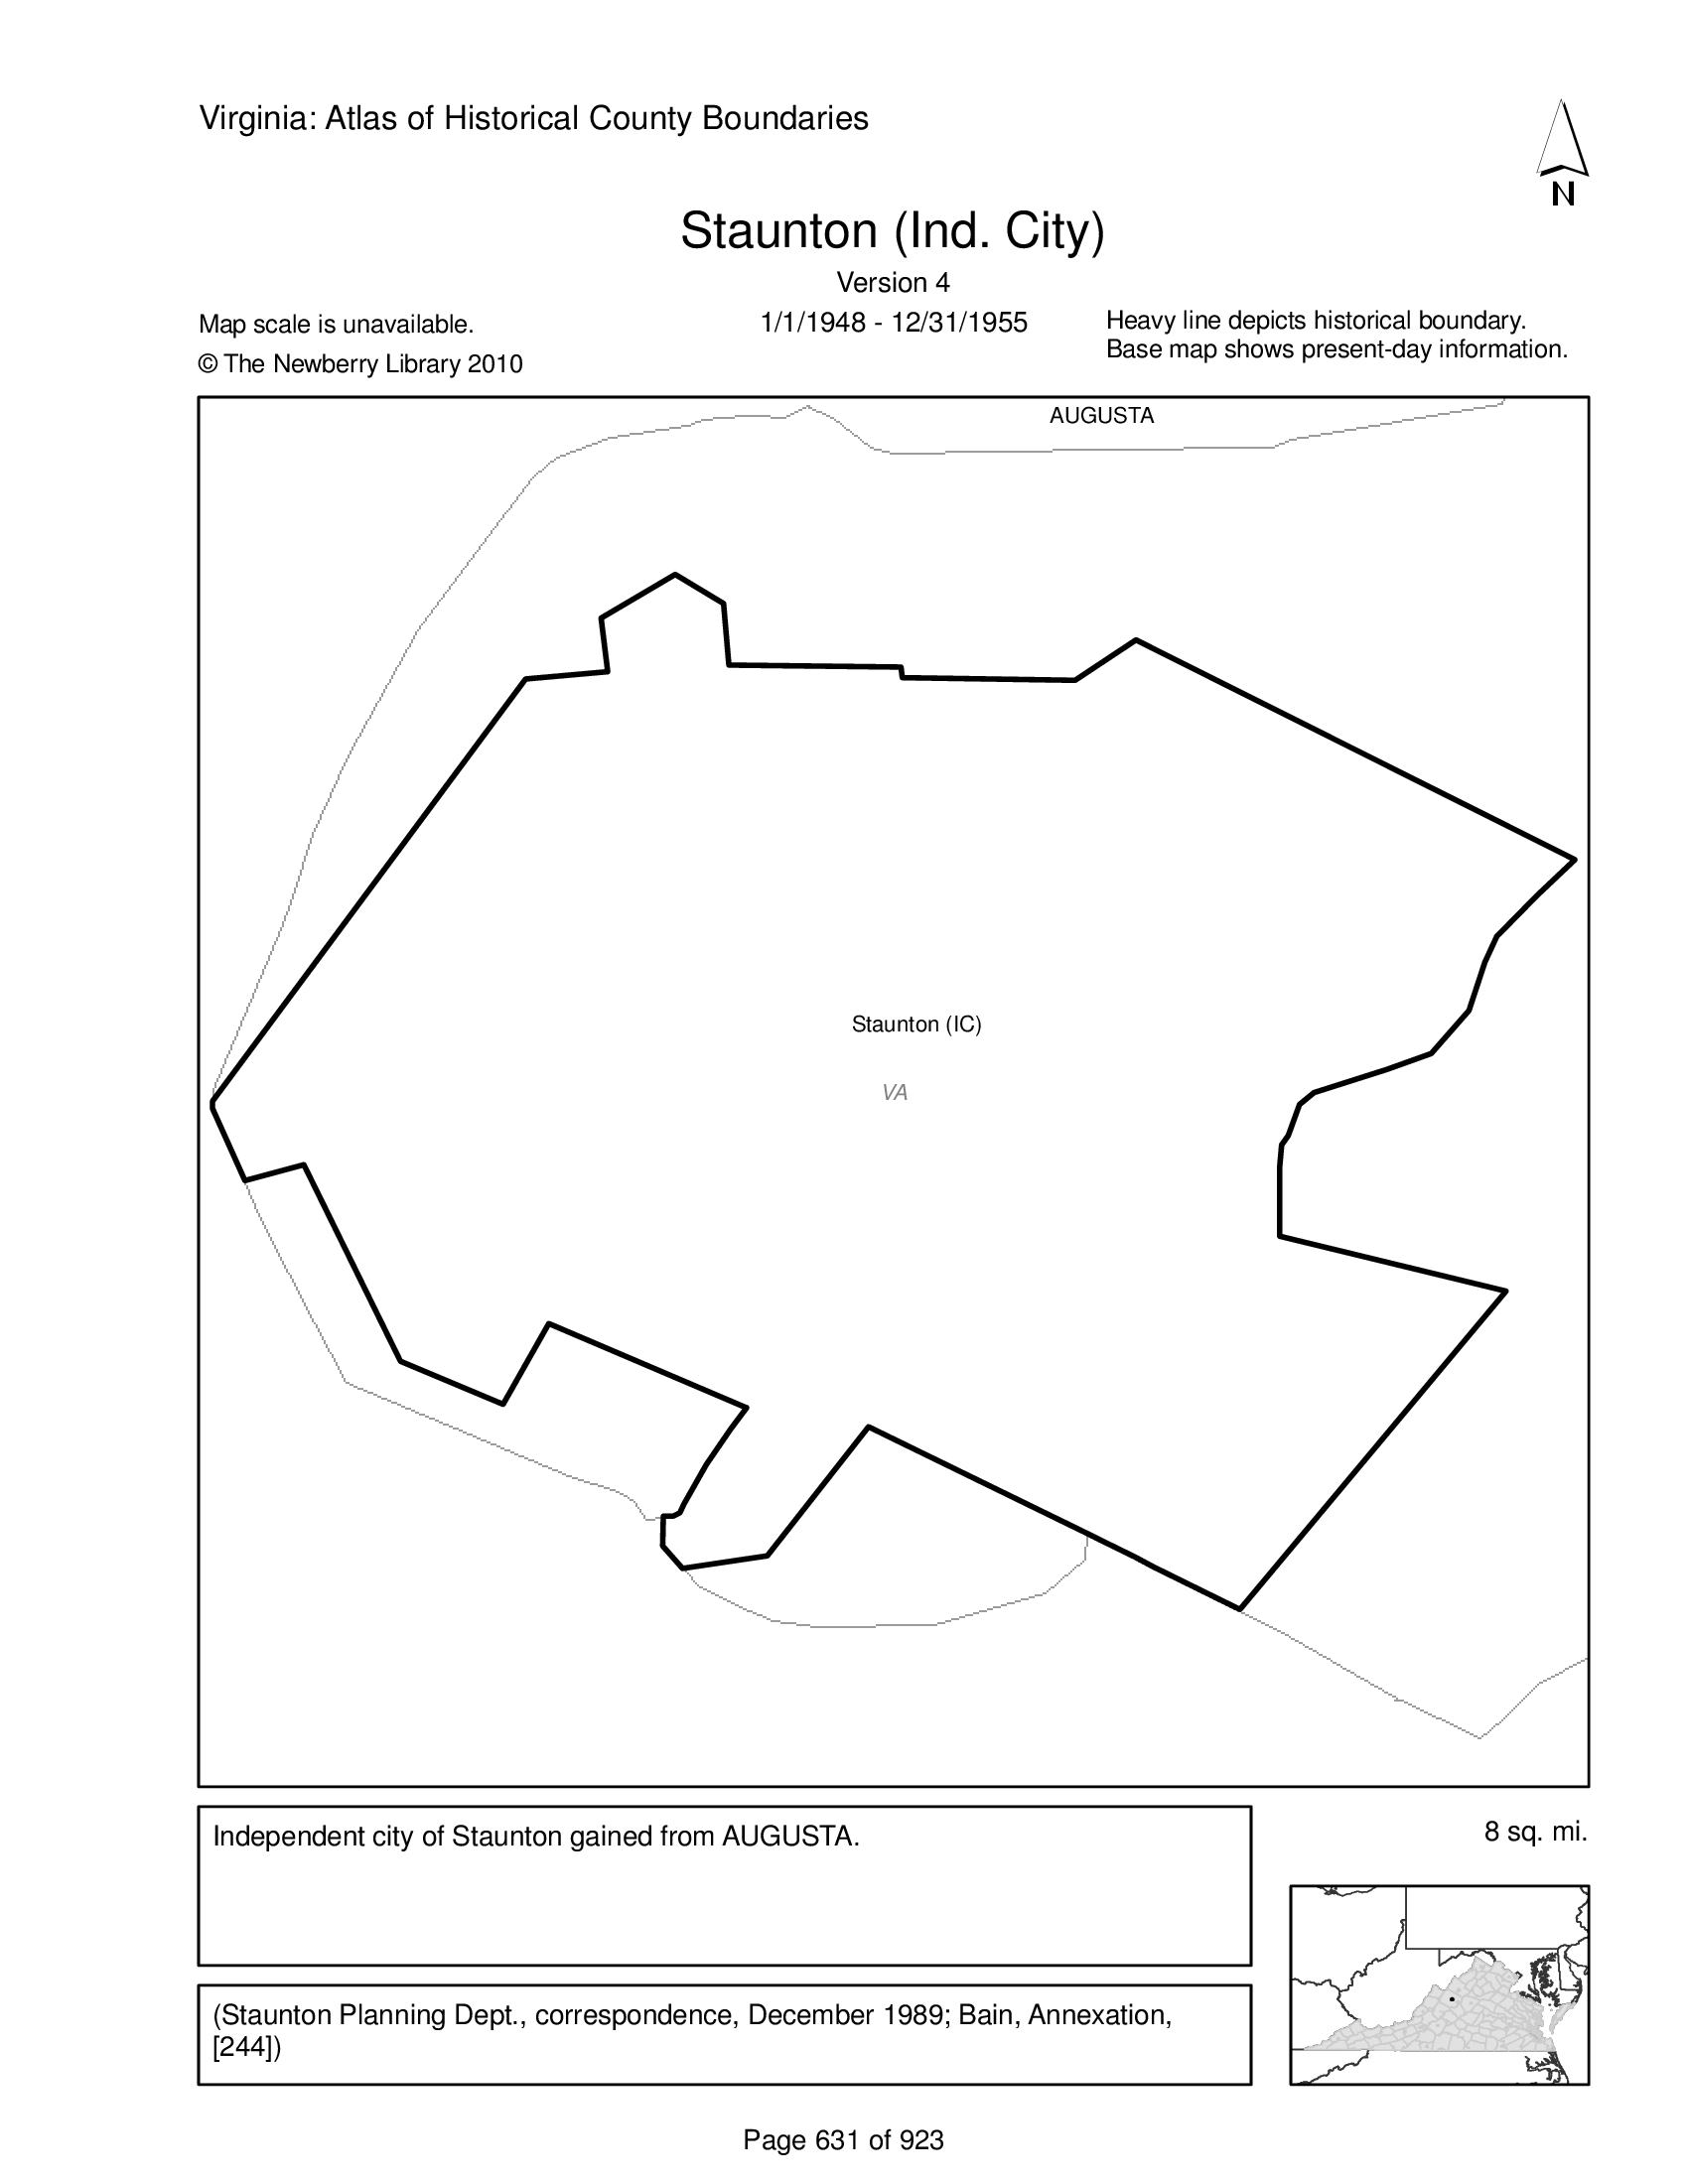 Virginia: Atlas of Historical County Boundaries
N
Staunton (Ind. City)
Version 4
Map scale is unavailable.
1/1/1948 - 12/31/1955
Heavy line depicts historical boundary.
© The Newberry Library 2010
Base map shows present-day information.
AUGUSTA
Staunton (IC)
VA
Independent city of Staunton gained from AUGUSTA.
8 sq. mi.
(Staunton Planning Dept., correspondence, December 1989; Bain, Annexation,
[244])
Page 631 of 923